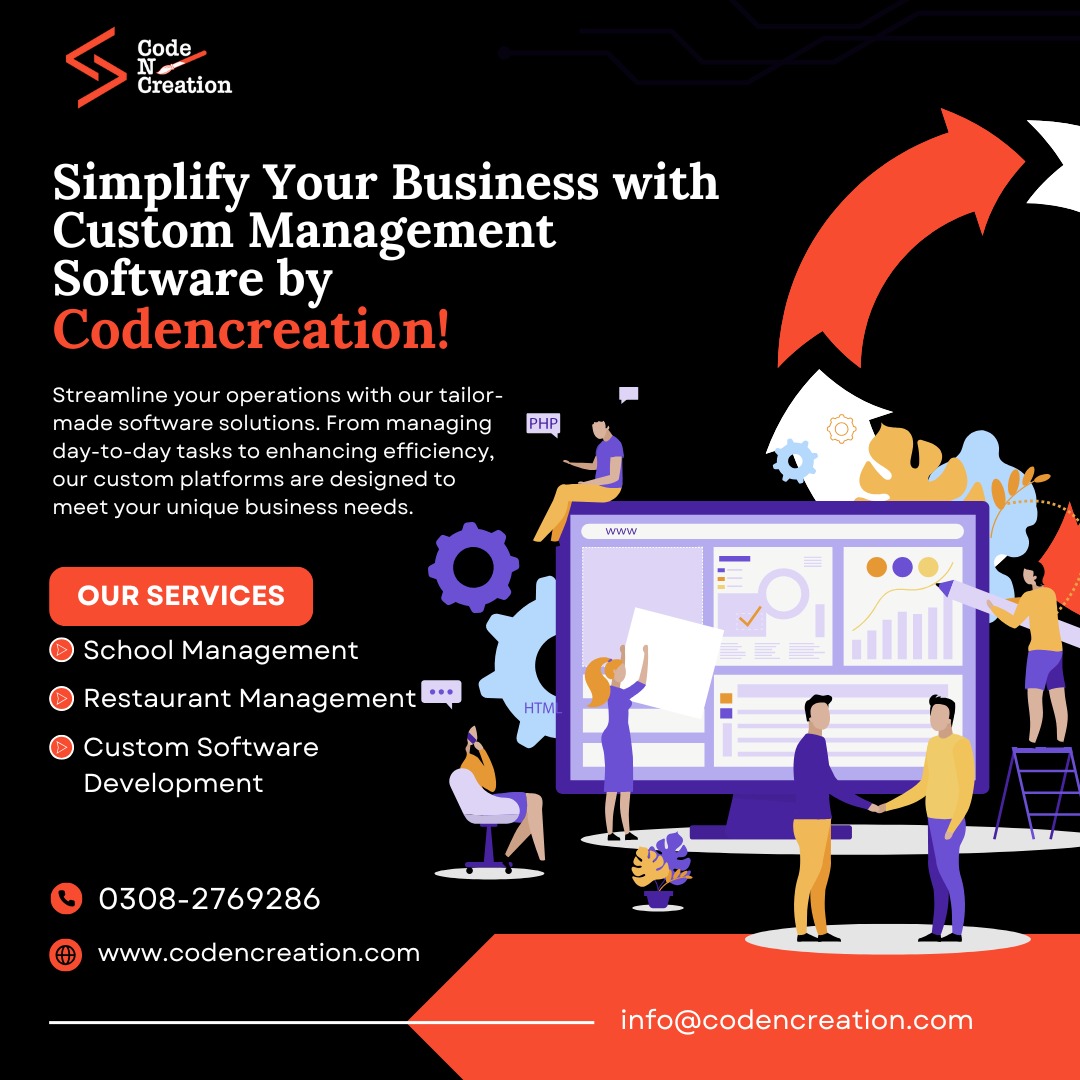 Code
N
Creation
Simplify Your Business with
Custom Management
Software by
Codencreation!
Streamline your operations with our tailor-
made software solutions. From managing
day-to-day tasks to enhancing efficiency,
our custom platforms are designed to
meet your unique business needs.
PHP
www
OUR SERVICES
School Management
Restaurant Management
HTML
Custom Software
Development
0308-2769286
www.codencreation.com
info@codencreation.com